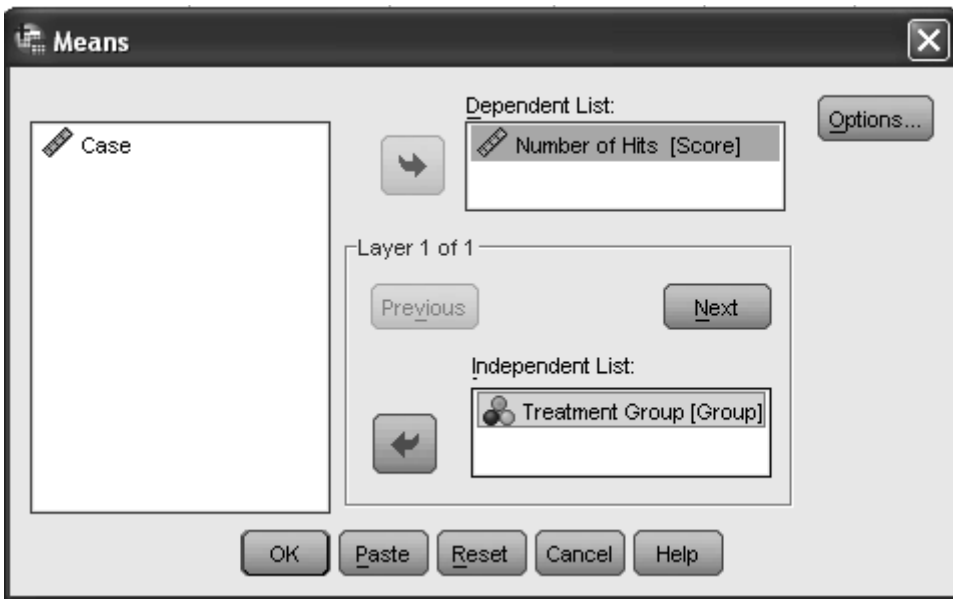 Means
Dependent List:
Options...
Case
Number of Hits [Score]
Layer 1 of 1
Previous
Next
Independent List:
Treatment Group [Group]
OK
Paste
Reset
Cancel
Help